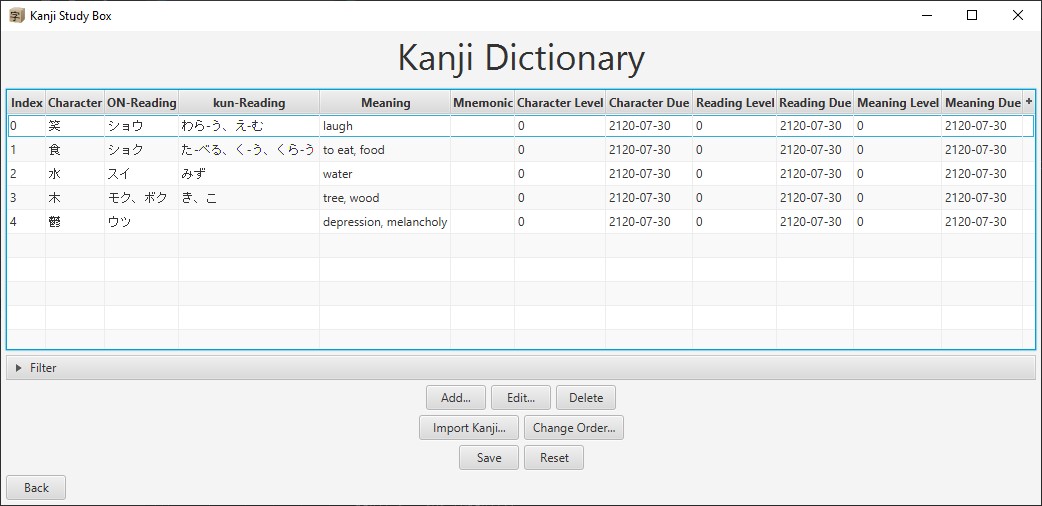 Kanji Study Box
Kanji Dictionary
Index Character ON-Reading kun-Reading Meaning Mnemonic Character Level Character Due Reading Level Reading Due Meaning Level Meaning Due +
0 笑 ショウ わら-う、え-む laugh 0 2120-07-30 0 2120-07-30 0 2120-07-30
1 食 ショク た-べる、く-う、くら-う to eat, food 0 2120-07-30 0 2120-07-30 0 2120-07-30
2 水 スイ みず water 0 2120-07-30 0 2120-07-30 0 2120-07-30
3 木 モク、ボク き、こ tree, wood 0 2120-07-30 0 2120-07-30 0 2120-07-30
4 鬱 ウツ depression, melancholy 0 2120-07-30 0 2120-07-30 0 2120-07-30
Filter
Add... Edit... Delete
Import Kanji... Change Order...
Save Reset
Back